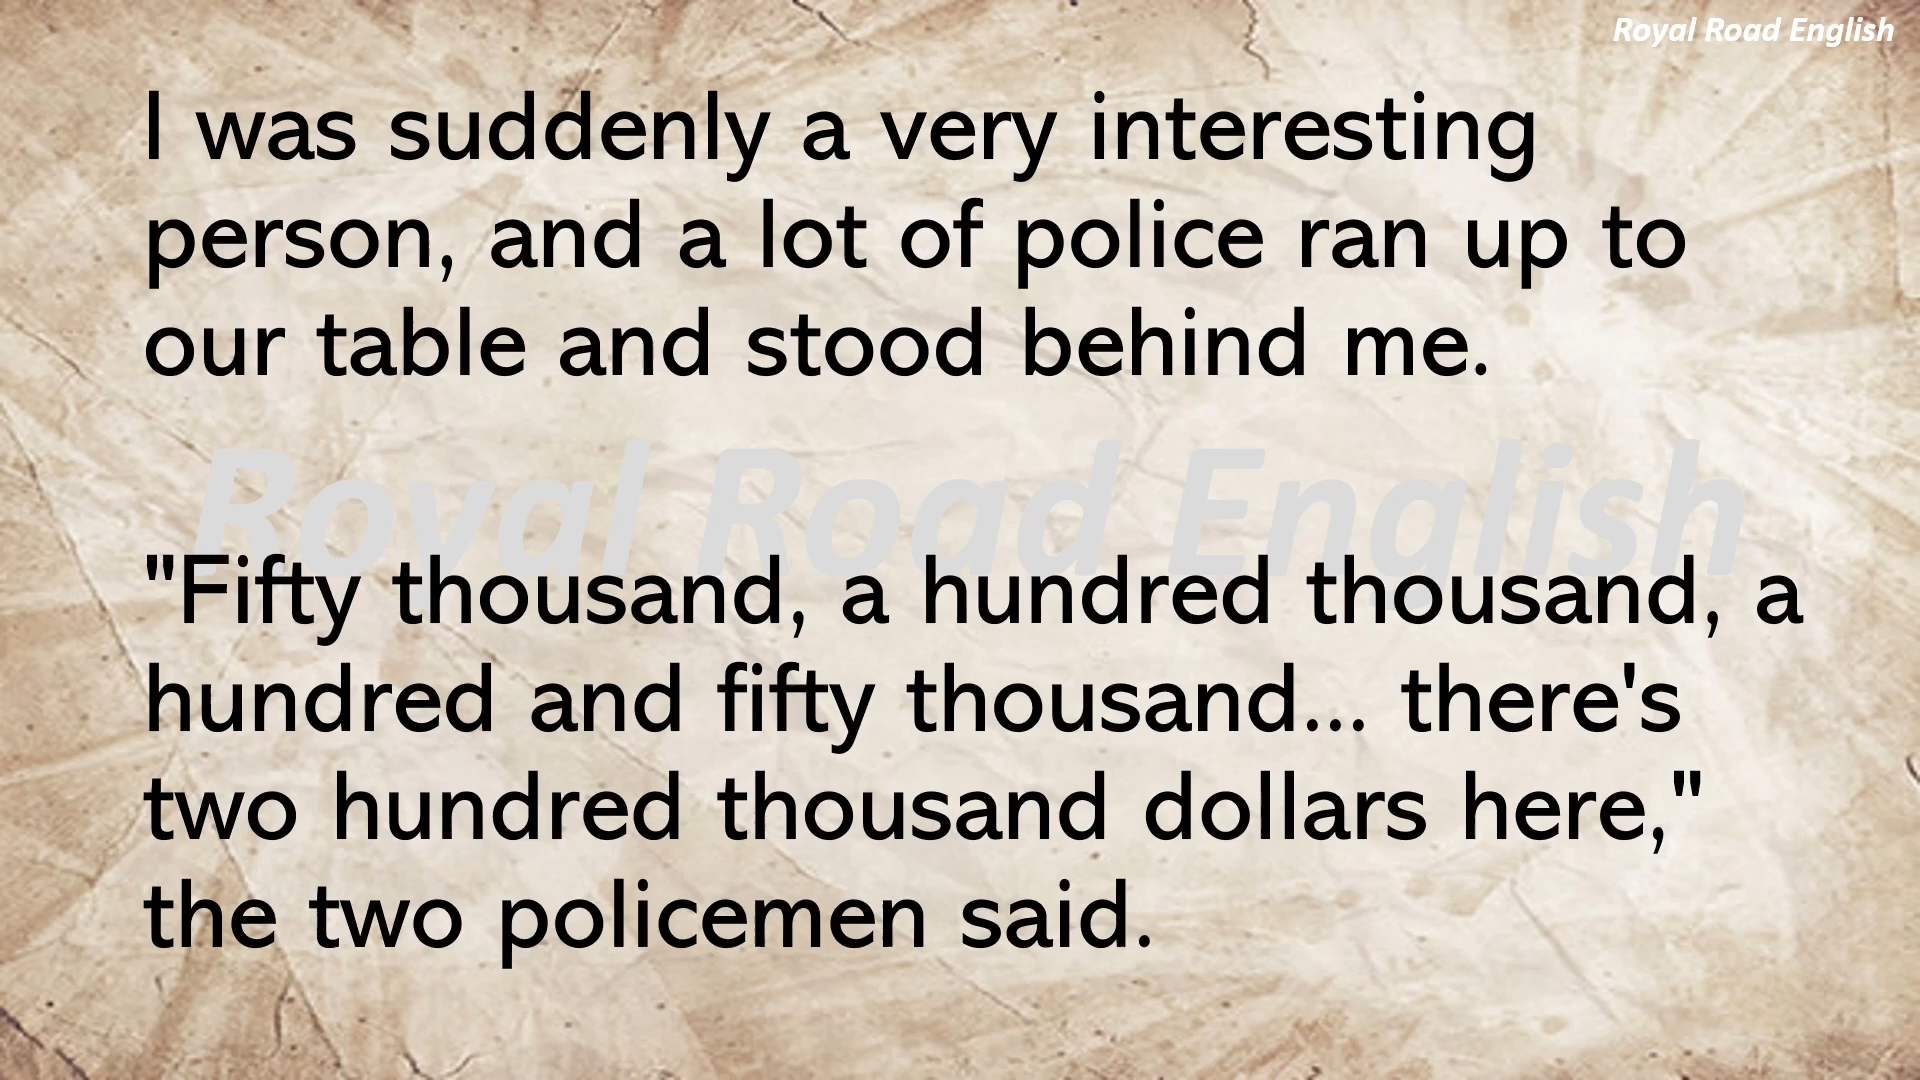 Royal Road English
I was suddenly a very interesting
person, and a lot of police ran up to
our table and stood behind me.
Royal Road English
"Fifty thousand, a hundred thousand, a
hundred and fifty thousand... there's
two hundred thousand dollars here,"
the two policemen said.